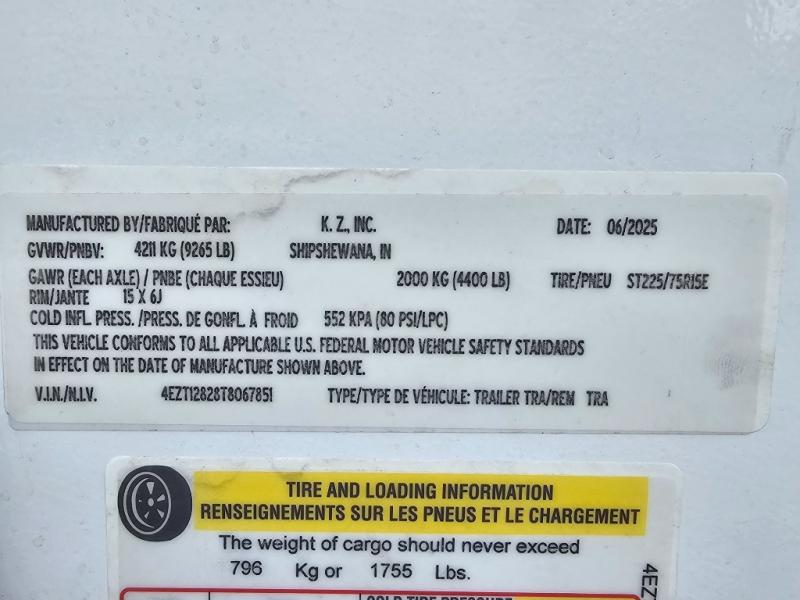 MANUFACTURED BY/FABRIQUÉ PAR: K. Z., INC. DATE: 06/2025
GVWR/PNBV: 4211 KG (9265 LB) SHIPSHEWANA, IN
GAWR (EACH AXLE) / PNBE (CHAQUE ESSIEU) 2000 KG (4400 LB) TIRE/PNEU ST225/75R15E
RIM/JANTE 15 X 6J
COLD INFL. PRESS. /PRESS. DE GONFL. À FROID 552 KPA (80 PSI/LPC)
THIS VEHICLE CONFORMS TO ALL APPLICABLE U.S. FEDERAL MOTOR VEHICLE SAFETY STANDARDS
IN EFFECT ON THE DATE OF MANUFACTURE SHOWN ABOVE.
V.I.N./N.I.V. 4EZT12828T8067851 TYPE/TYPE DE VÉHICULE: TRAILER TRA/REM TRA
TIRE AND LOADING INFORMATION
RENSEIGNEMENTS SUR LES PNEUS ET LE CHARGEMENT
The weight of cargo should never exceed
796 Kg or 1755 Lbs.
4EZ